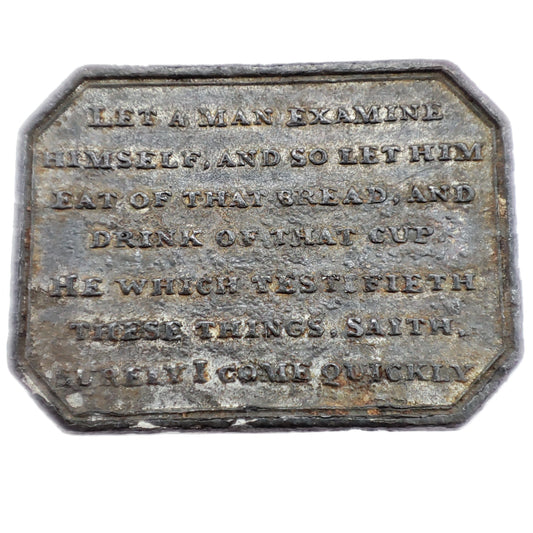 LET A MAN EXAMINE
HIMSELF, AND SO LET HIM
EAT OF THAT BREAD, AND
DRINK OF THAT CUP.
HE WHICH TESTIFIETH
THESE THINGS, SAITH,
SURELY I COME QUICKLY